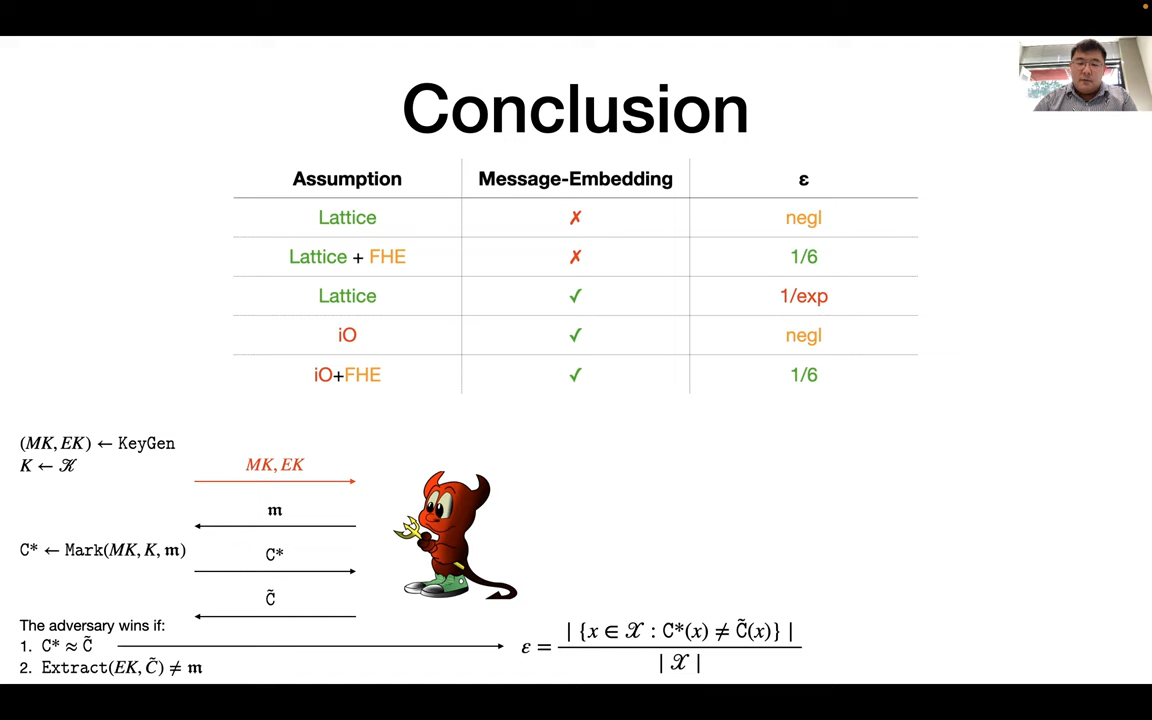 Conclusion
Assumption Message-Embedding ε
Lattice ✗ negl
Lattice + FHE ✗ 1/6
Lattice ✓ 1/exp
iO ✓ negl
iO+FHE ✓ 1/6
(MK, EK) ← KeyGen
K ← 𝒦
MK, EK
𝔪
C* ← Mark(MK, K, 𝔪)
C*
C̃
The adversary wins if:
1. C* ≈ C̃
2. Extract(EK, C̃) ≠ 𝔪
ε = | {x ∈ 𝒳 : C*(x) ≠ C̃(x)} |
| 𝒳 |